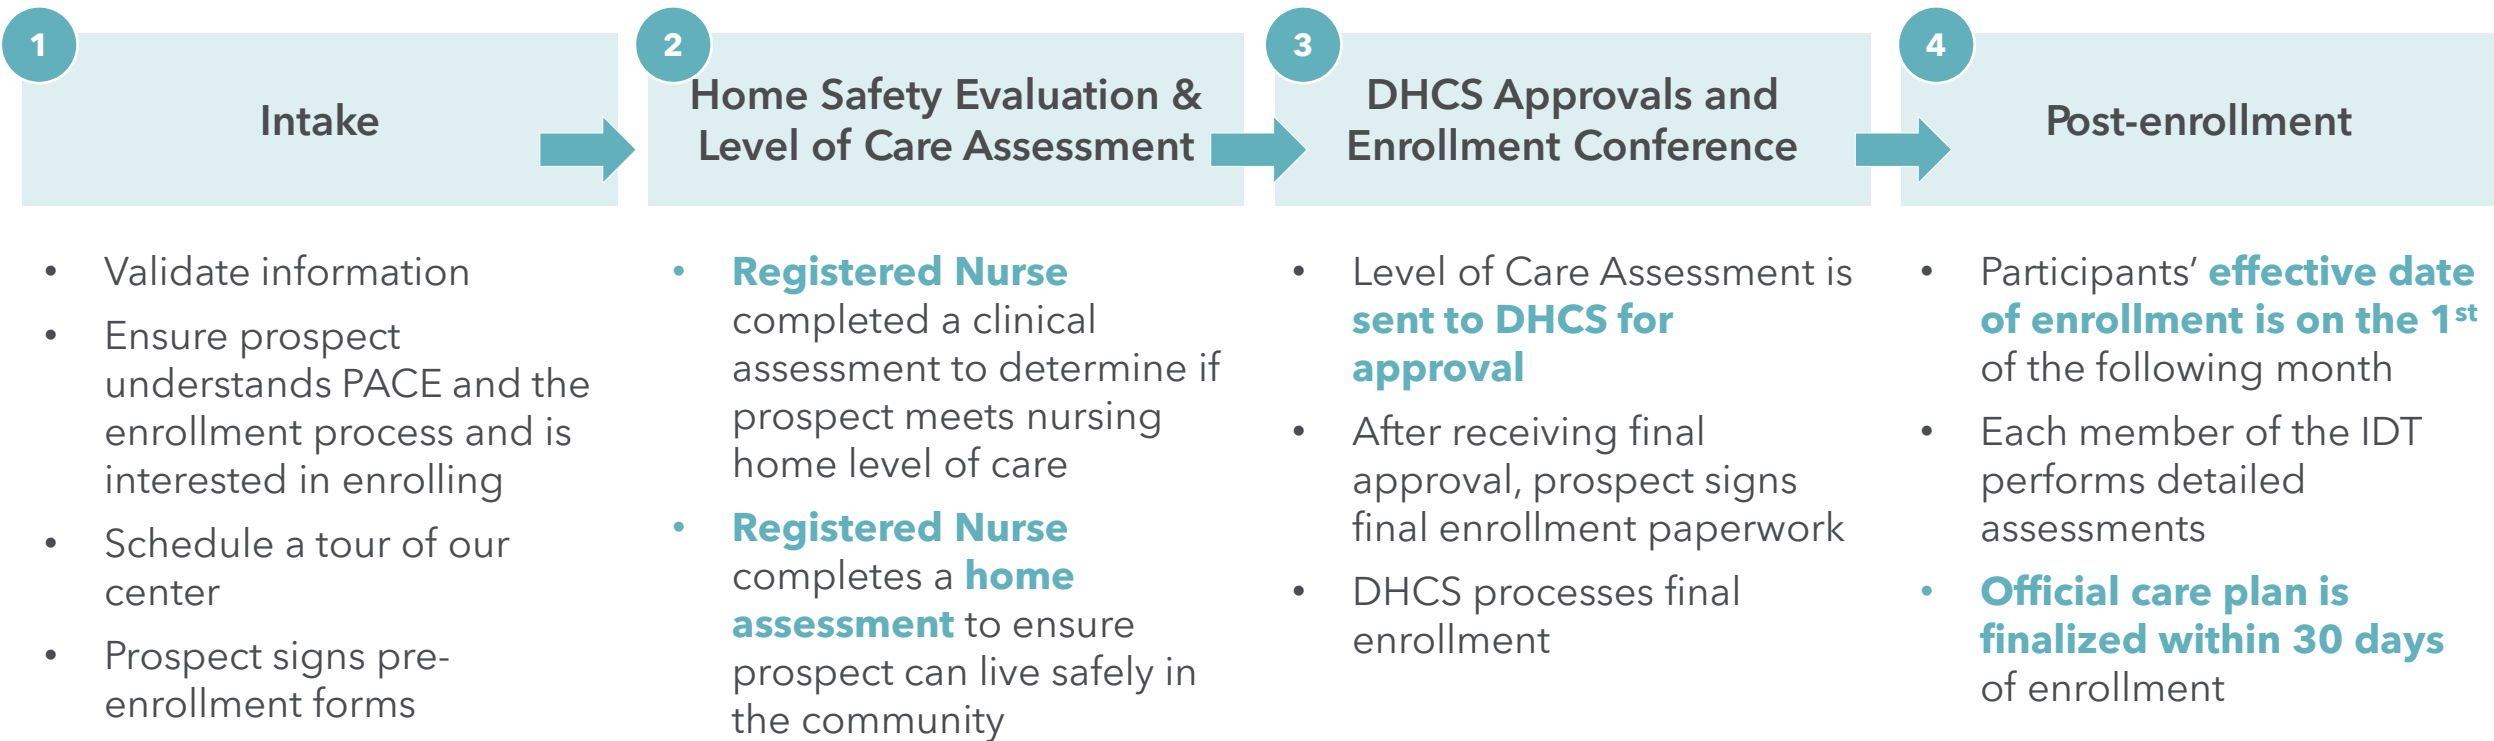 1
Intake
• Validate information
• Ensure prospect
understands PACE and the
enrollment process and is
interested in enrolling
• Schedule a tour of our
center
• Prospect signs pre-
enrollment forms
2
Home Safety Evaluation &
Level of Care Assessment
• Registered Nurse
completed a clinical
assessment to determine if
prospect meets nursing
home level of care
• Registered Nurse
completes a home
assessment to ensure
prospect can live safely in
the community
3
DHCS Approvals and
Enrollment Conference
• Level of Care Assessment is
sent to DHCS for
approval
• After receiving final
approval, prospect signs
final enrollment paperwork
• DHCS processes final
enrollment
4
Post-enrollment
• Participants’ effective date
of enrollment is on the 1st
of the following month
• Each member of the IDT
performs detailed
assessments
• Official care plan is
finalized within 30 days
of enrollment